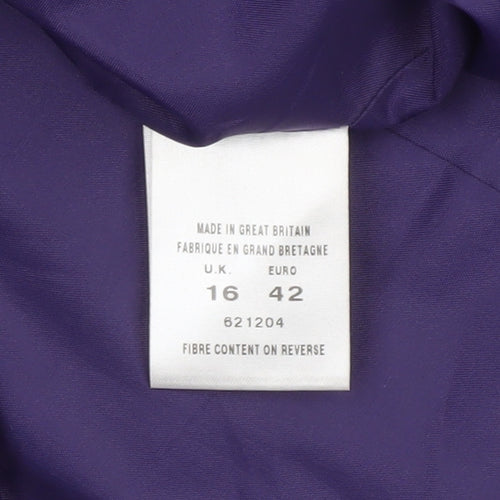 MADE IN GREAT BRITAIN
FABRIQUE EN GRAND BRETAGNE
U.K. EURO
16 42
621204
FIBRE CONTENT ON REVERSE